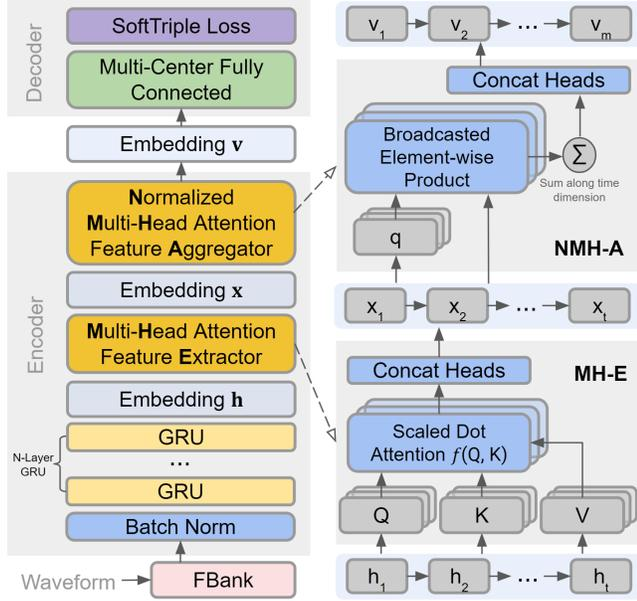 Decoder
SoftTriple Loss
Multi-Center Fully
Connected
Embedding v
Encoder
Normalized
Multi-Head Attention
Feature Aggregator
Embedding x
Multi-Head Attention
Feature Extractor
Embedding h
N-Layer
GRU
GRU
...
GRU
Batch Norm
Waveform
FBank
v1 v2 ... vm
Concat Heads
Broadcasted
Element-wise
Product
Σ
Sum along time
dimension
q
NMH-A
x1 x2 ... xt
Concat Heads
MH-E
Scaled Dot
Attention f(Q, K)
Q K V
h1 h2 ... ht